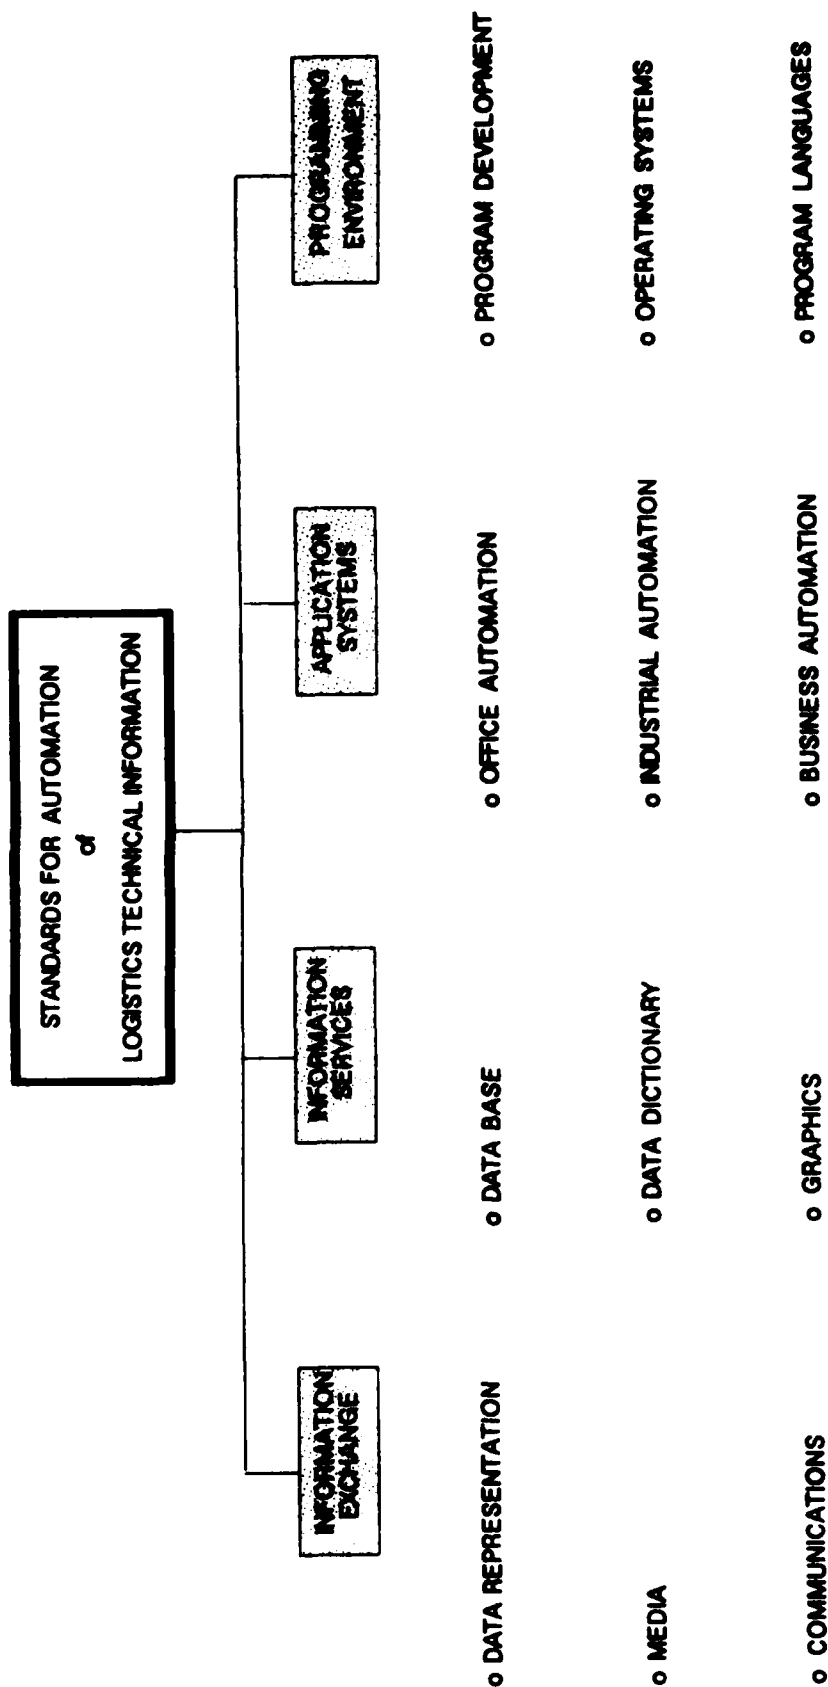 STANDARDS FOR AUTOMATION
of
LOGISTICS TECHNICAL INFORMATION
INFORMATION
EXCHANGE
INFORMATION
SERVICES
APPLICATION
SYSTEMS
PROGRAMMING
ENVIRONMENT
o DATA REPRESENTATION
o DATA BASE
o OFFICE AUTOMATION
o PROGRAM DEVELOPMENT
o MEDIA
o DATA DICTIONARY
o INDUSTRIAL AUTOMATION
o OPERATING SYSTEMS
o COMMUNICATIONS
o GRAPHICS
o BUSINESS AUTOMATION
o PROGRAM LANGUAGES